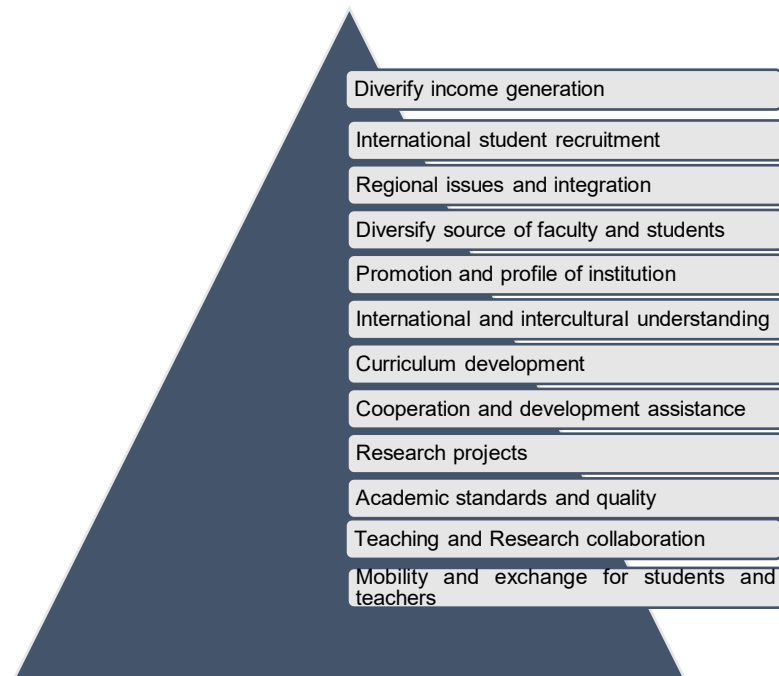 Diverify income generation
International student recruitment
Regional issues and integration
Diversify source of faculty and students
Promotion and profile of institution
International and intercultural understanding
Curriculum development
Cooperation and development assistance
Research projects
Academic standards and quality
Teaching and Research collaboration
Mobility and exchange for students and
teachers